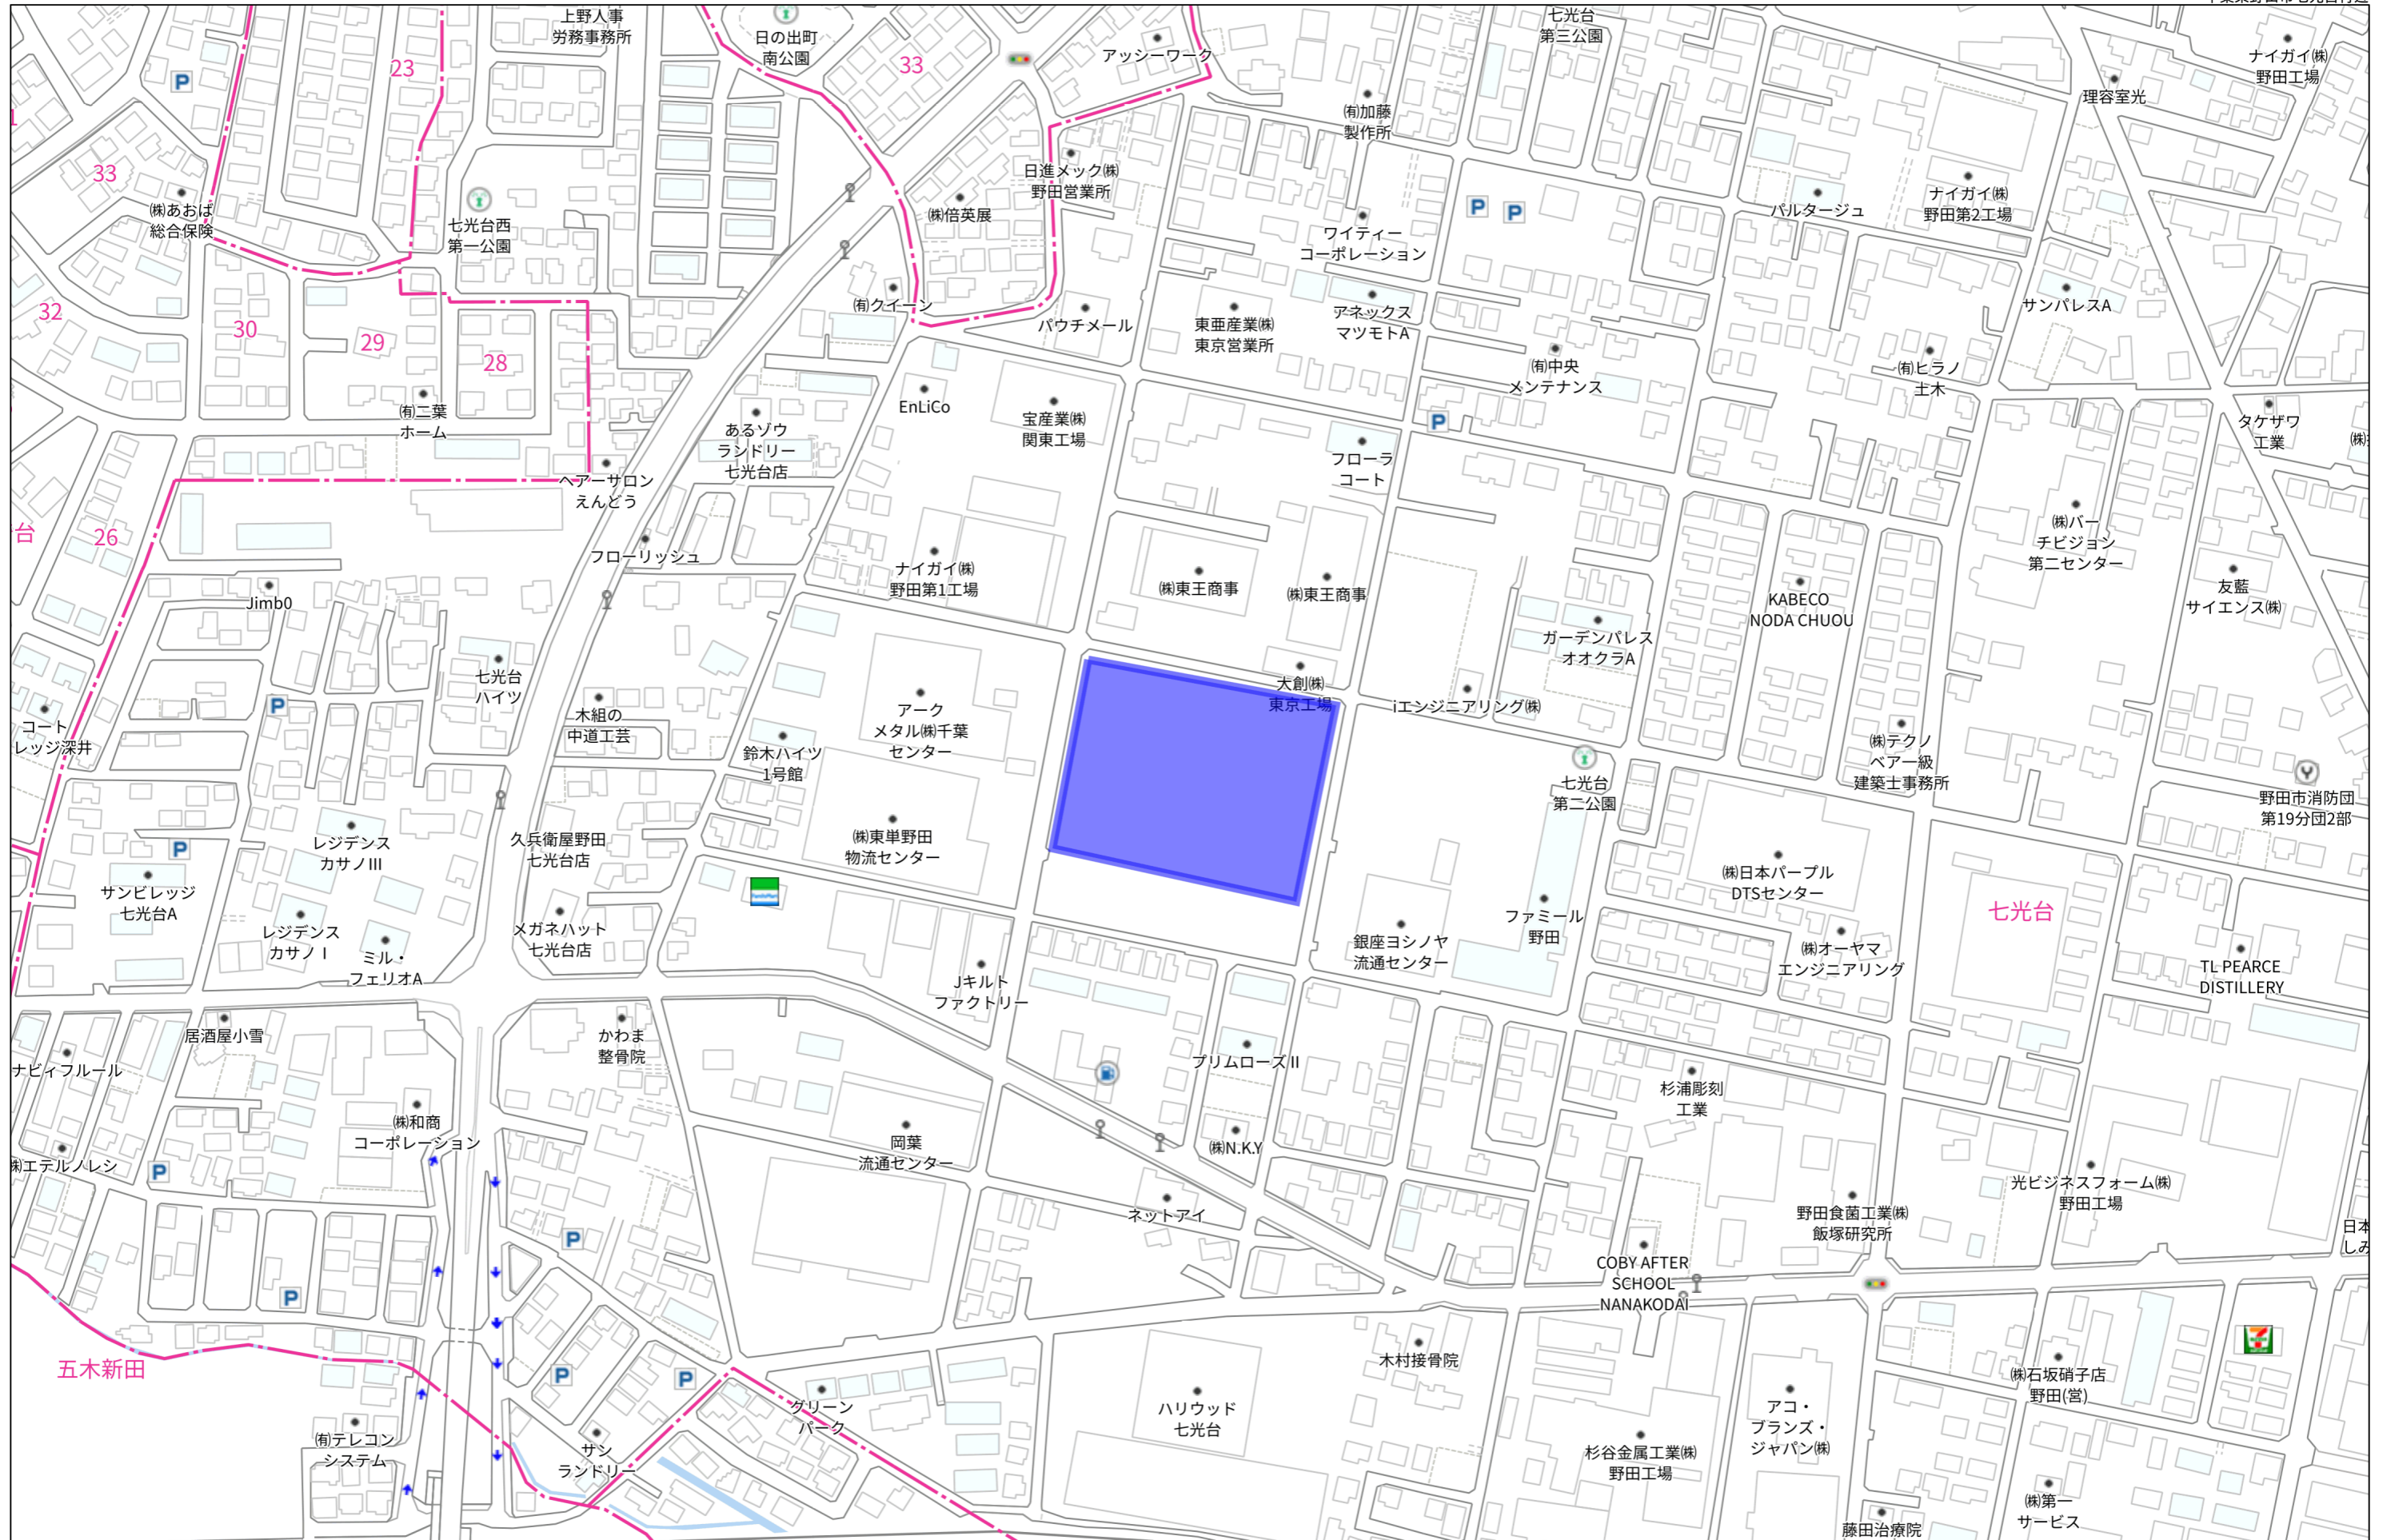 上野人事
労務事務所
日の出町
南公園
33
アッシーワーク
七光台
第三公園
ナイガイ㈱
野田工場
理容室光
23
㈲加藤
製作所
33
㈱あおば
総合保険
七光台西
第一公園
日進メック㈱
野田営業所
㈱倍英展
ワイティー
コーポレーション
パルタージュ
ナイガイ㈱
野田第2工場
32
30
29
28
㈲クイーン
パウチメール
東亜産業㈱
東京営業所
アネックス
マツモトA
サンパレスA
㈲中央
メンテナンス
㈲ヒラノ
土木
㈲二葉
ホーム
EnLiCo
宝産業㈱
関東工場
あるゾウ
ランドリー
七光台店
フローラ
コート
タケザワ
工業
ヘアーサロン
えんどう
台
26
フローリッシュ
ナイガイ㈱
野田第1工場
㈱東王商事
㈱東王商事
㈱バー
チビジョン
第二センター
友藍
サイエンス㈱
KABECO
NODA CHUOU
Jimb0
ガーデンパレス
オオクラA
七光台
ハイツ
大創㈱
東京工場
iエンジニアリング㈱
コート
レッジ深井
木組の
中道工芸
アーク
メタル㈱千葉
センター
鈴木ハイツ
1号館
㈱テクノ
ベアー級
建築士事務所
七光台
第二公園
野田市消防団
第19分団2部
レジデンス
カサノⅢ
久兵衛屋野田
七光台店
㈱東単野田
物流センター
㈱日本パープル
DTSセンター
サンビレッジ
七光台A
FamilyMart
七光台
レジデンス
カサノⅠ
ミル・
フェリオA
メガネハット
七光台店
銀座ヨシノヤ
流通センター
ファミール
野田
㈱オーヤマ
エンジニアリング
TL PEARCE
DISTILLERY
Jキルト
ファクトリー
居酒屋小雪
かわま
整骨院
ナビィフルール
プリムローズⅡ
杉浦彫刻
工業
㈱和商
コーポレーション
岡葉
流通センター
㈱N.K.Y
㈱エテルノレシ
光ビジネスフォーム㈱
野田工場
ネットアイ
野田食菌工業㈱
飯塚研究所
COBY AFTER
SCHOOL
NANAKODAI
五木新田
木村接骨院
㈱石坂硝子店
野田(営)
グリーン
パーク
ハリウッド
七光台
アコ・
ブランズ・
ジャパン㈱
㈲テレコン
システム
サン
ランドリー
杉谷金属工業㈱
野田工場
㈱第一
サービス
藤田治療院